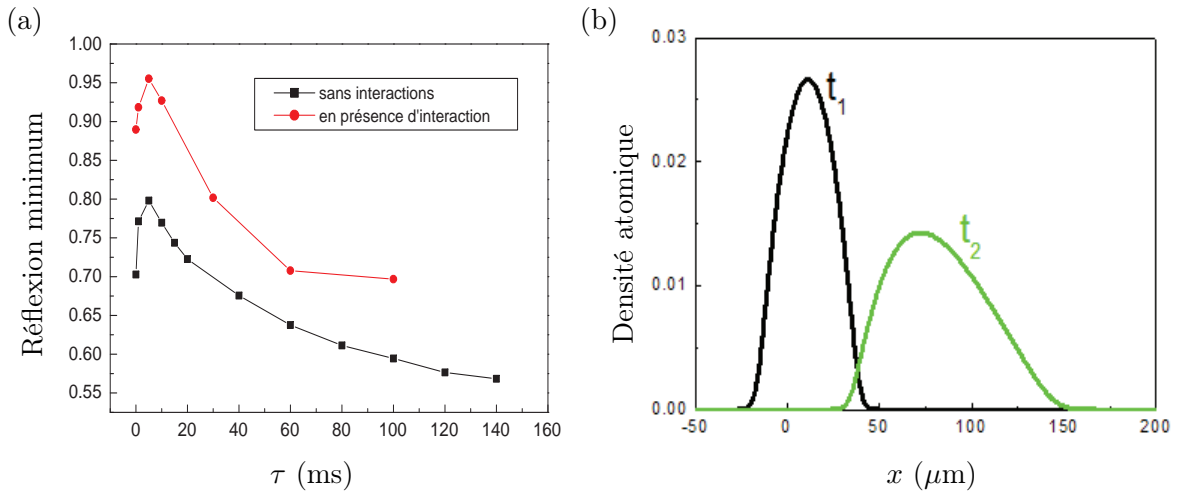 (a)
1.00
0.95
0.90
0.85
0.80
0.75
0.70
0.65
0.60
0.55
Réflexion minimum
sans interactions
en présence d'interaction
0 20 40 60 80 100 120 140 160
τ (ms)
(b)
0.03
0.02
0.01
0.00
Densité atomique
t₁
t₂
-50 0 50 100 150 200
x (μm)